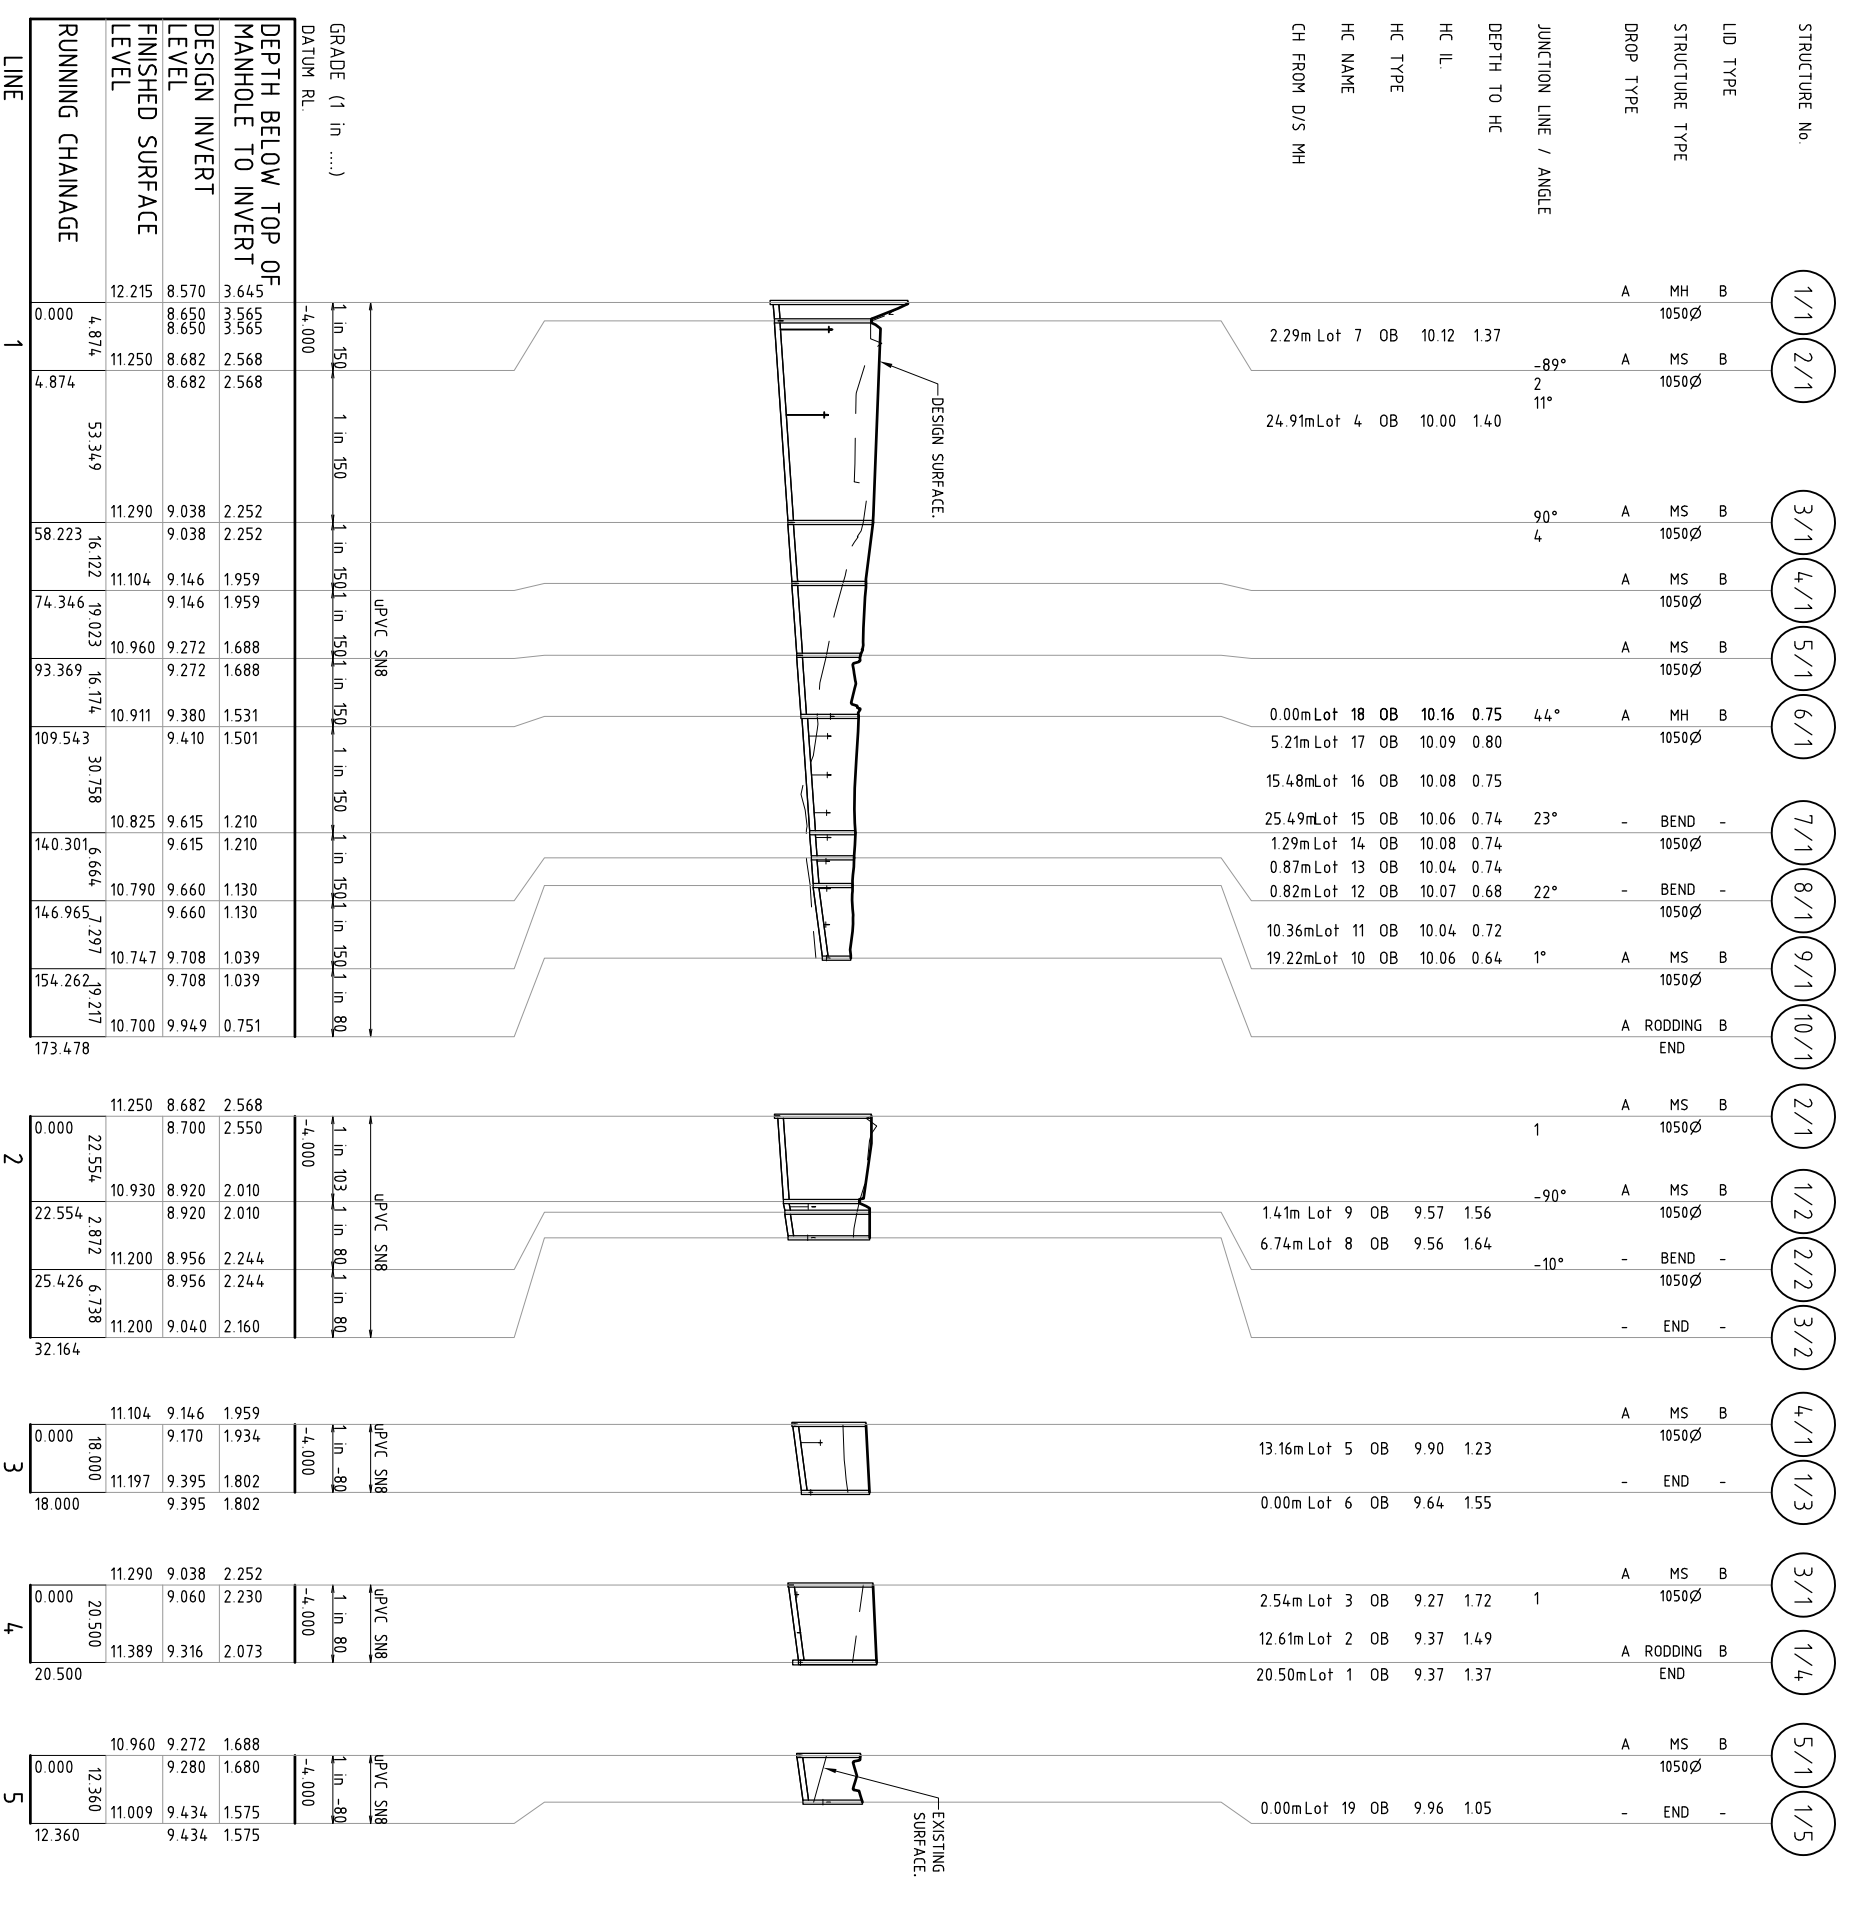 STRUCTURE No.
LID TYPE
STRUCTURE TYPE
DROP TYPE
JUNCTION LINE / ANGLE
DEPTH TO HC
HC IL.
HC TYPE
HC NAME
CH FROM D/S MH
GRADE (1 in ....)
DATUM RL.
DEPTH BELOW TOP OF
MANHOLE TO INVERT
DESIGN INVERT
LEVEL
FINISHED SURFACE
LEVEL
RUNNING CHAINAGE
LINE
1
12.215 8.570 3.645
0.000 8.650 3.565
8.650 3.565
4.874
11.250 8.682 2.568
4.874 8.682 2.568
53.349
11.290 9.038 2.252
58.223 9.038 2.252
16.122
11.104 9.146 1.959
74.346 9.146 1.959
19.023
10.960 9.272 1.688
93.369 9.272 1.688
16.174
10.911 9.380 1.531
109.543 9.410 1.501
30.758
10.825 9.615 1.210
140.301 9.615 1.210
6.664
10.790 9.660 1.130
146.965 9.660 1.130
7.297
10.747 9.708 1.039
154.262 9.708 1.039
19.217
10.700 9.949 0.751
173.478
-4.000
1 in 150
1 in 150
1 in 150
1 in 150
1 in 150
1 in 150
1 in 150
1 in 150
1 in 80
uPVC SN8
DESIGN SURFACE.
A MH B 1/1
1050Ø
2.29m Lot 7 OB 10.12 1.37
-89° A MS B 2/1
2 1050Ø
11°
24.91m Lot 4 OB 10.00 1.40
90° A MS B 3/1
4 1050Ø
A MS B 4/1
1050Ø
A MS B 5/1
1050Ø
0.00m Lot 18 OB 10.16 0.75 44° A MH B 6/1
1050Ø
5.21m Lot 17 OB 10.09 0.80
15.48m Lot 16 OB 10.08 0.75
25.49m Lot 15 OB 10.06 0.74 23° - BEND - 7/1
1.29m Lot 14 OB 10.08 0.74 1050Ø
0.87m Lot 13 OB 10.04 0.74
0.82m Lot 12 OB 10.07 0.68 22° - BEND - 8/1
1050Ø
10.36m Lot 11 OB 10.04 0.72
19.22m Lot 10 OB 10.06 0.64 1° A MS B 9/1
1050Ø
A RODDING B 10/1
END
2
11.250 8.682 2.568
0.000 8.700 2.550
22.554
10.930 8.920 2.010
22.554 8.920 2.010
2.872
11.200 8.956 2.244
25.426 8.956 2.244
6.738
11.200 9.040 2.160
32.164
-4.000
1 in 103
1 in 80
1 in 80
uPVC SN8
A MS B 2/1
1 1050Ø
-90° A MS B 1/2
1.41m Lot 9 OB 9.57 1.56 1050Ø
6.74m Lot 8 OB 9.56 1.64
-10° - BEND - 2/2
1050Ø
- END - 3/2
3
11.104 9.146 1.959
0.000 9.170 1.934
18.000
11.197 9.395 1.802
18.000 9.395 1.802
-4.000
1 in -80
uPVC SN8
A MS B 4/1
1050Ø
13.16m Lot 5 OB 9.90 1.23
- END - 1/3
0.00m Lot 6 OB 9.64 1.55
4
11.290 9.038 2.252
0.000 9.060 2.230
20.500
11.389 9.316 2.073
20.500
-4.000
1 in 80
uPVC SN8
A MS B 3/1
2.54m Lot 3 OB 9.27 1.72 1 1050Ø
12.61m Lot 2 OB 9.37 1.49
A RODDING B 1/4
20.50m Lot 1 OB 9.37 1.37 END
5
10.960 9.272 1.688
0.000 9.280 1.680
12.360
11.009 9.434 1.575
12.360 9.434 1.575
-4.000
1 in -80
uPVC SN8
EXISTING
SURFACE.
A MS B 5/1
1050Ø
0.00m Lot 19 OB 9.96 1.05 - END - 1/5